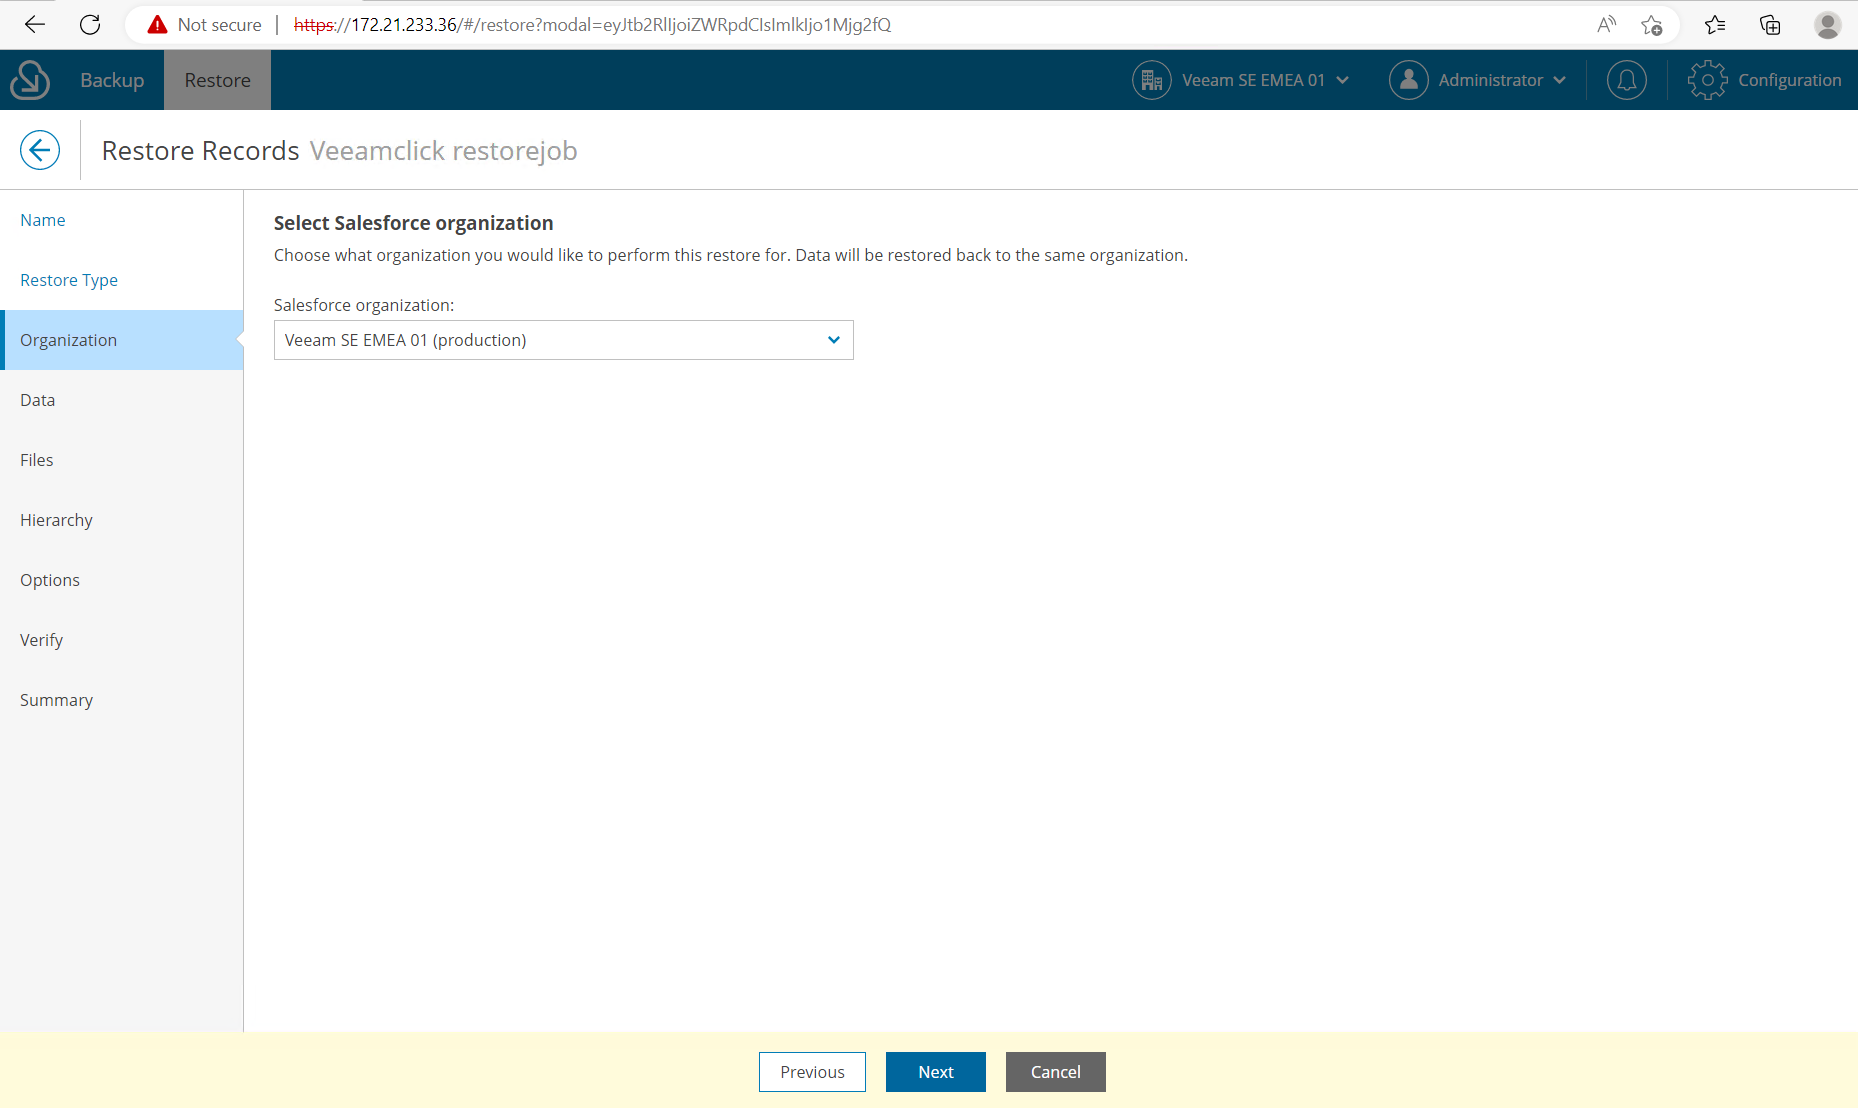 Not secure | https://172.21.233.36/#/restore?modal=eyJtb2RlIjoiZWRpdCIsImlkIjo1Mjg2fQ
Backup Restore Veeam SE EMEA 01 Administrator Configuration
Restore Records Veeamclick restorejob
Name
Restore Type
Organization
Data
Files
Hierarchy
Options
Verify
Summary
Select Salesforce organization
Choose what organization you would like to perform this restore for. Data will be restored back to the same organization.
Salesforce organization:
Veeam SE EMEA 01 (production)
Previous Next Cancel